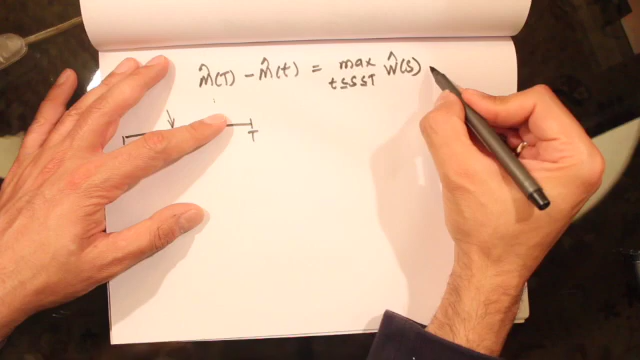 M̂(T) - M̂(t) = max Ŵ(s)
t≤s≤T
T